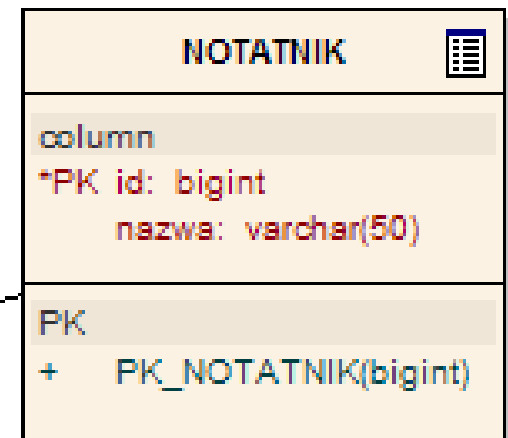 NOTATNIK
column
*PK id: bigint
nazwa: varchar(50)
PK
+ PK_NOTATNIK(bigint)